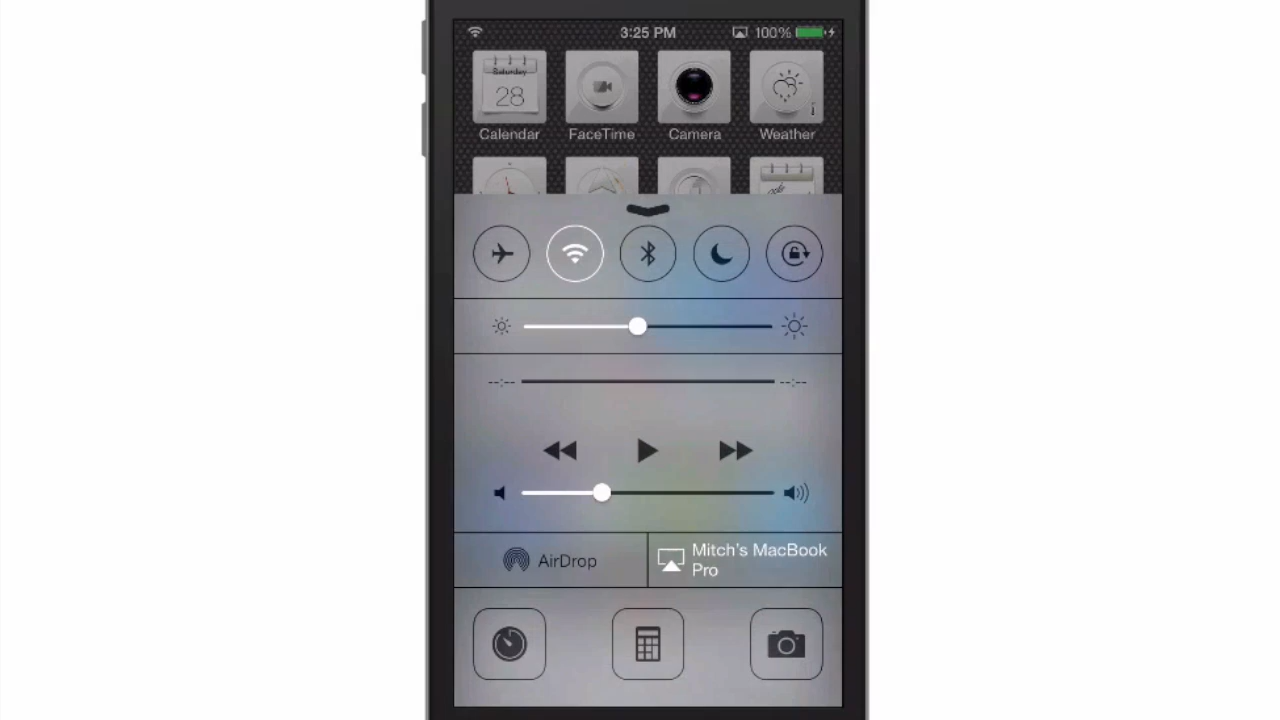 3:25 PM 100%
Saturday
28
Calendar FaceTime Camera Weather
--:-- --:--
AirDrop
Mitch's MacBook
Pro